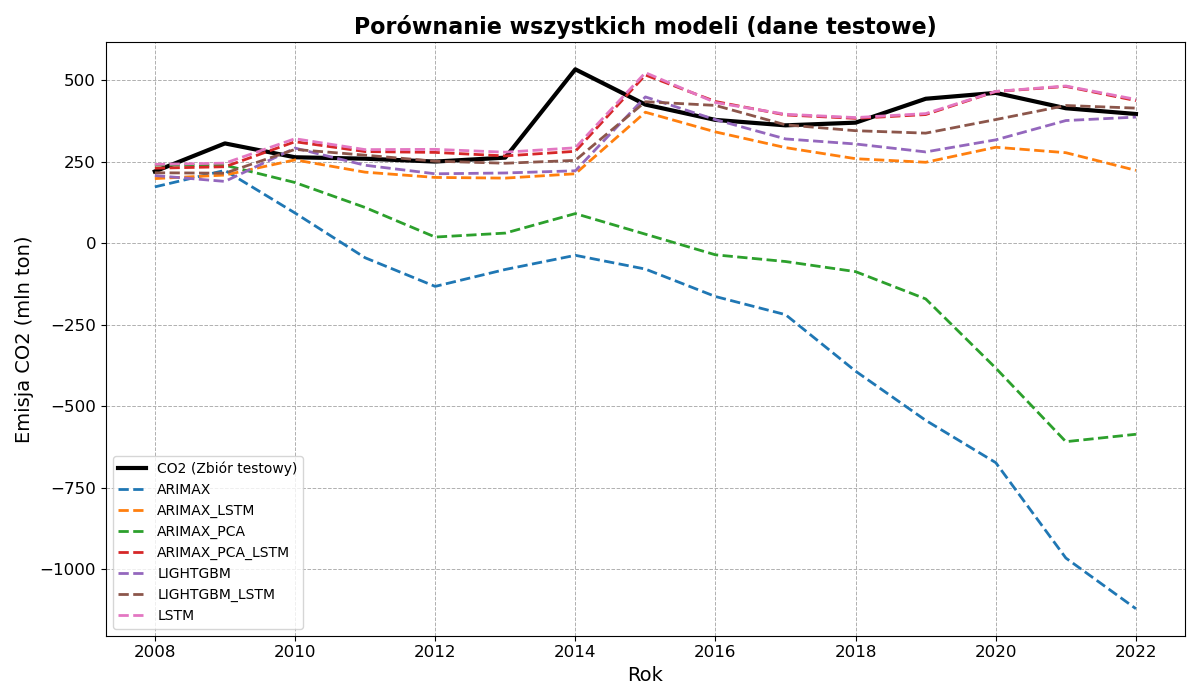 Porównanie wszystkich modeli (dane testowe)
Emisja CO2 (mln ton)
500
250
0
−250
−500
−750
−1000
CO2 (Zbiór testowy)
ARIMAX
ARIMAX_LSTM
ARIMAX_PCA
ARIMAX_PCA_LSTM
LIGHTGBM
LIGHTGBM_LSTM
LSTM
2008 2010 2012 2014 2016 2018 2020 2022
Rok